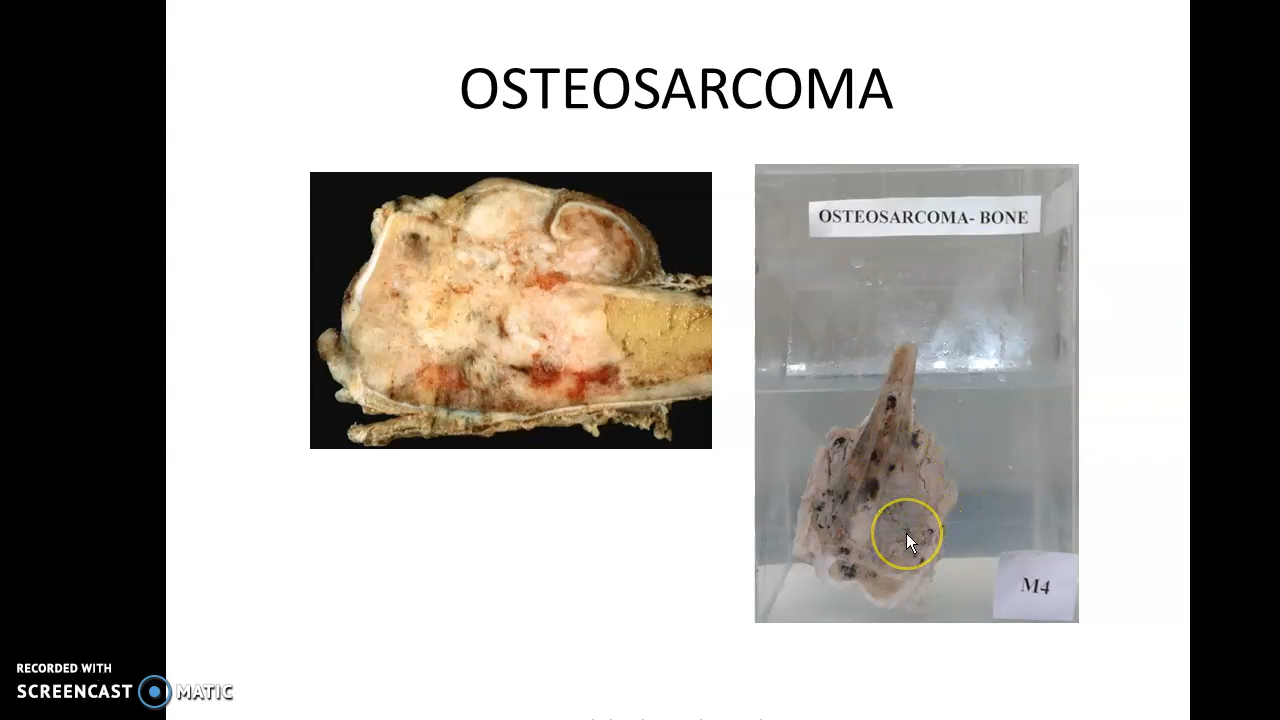 OSTEOSARCOMA
OSTEOSARCOMA- BONE
M4
RECORDED WITH
SCREENCAST MATIC